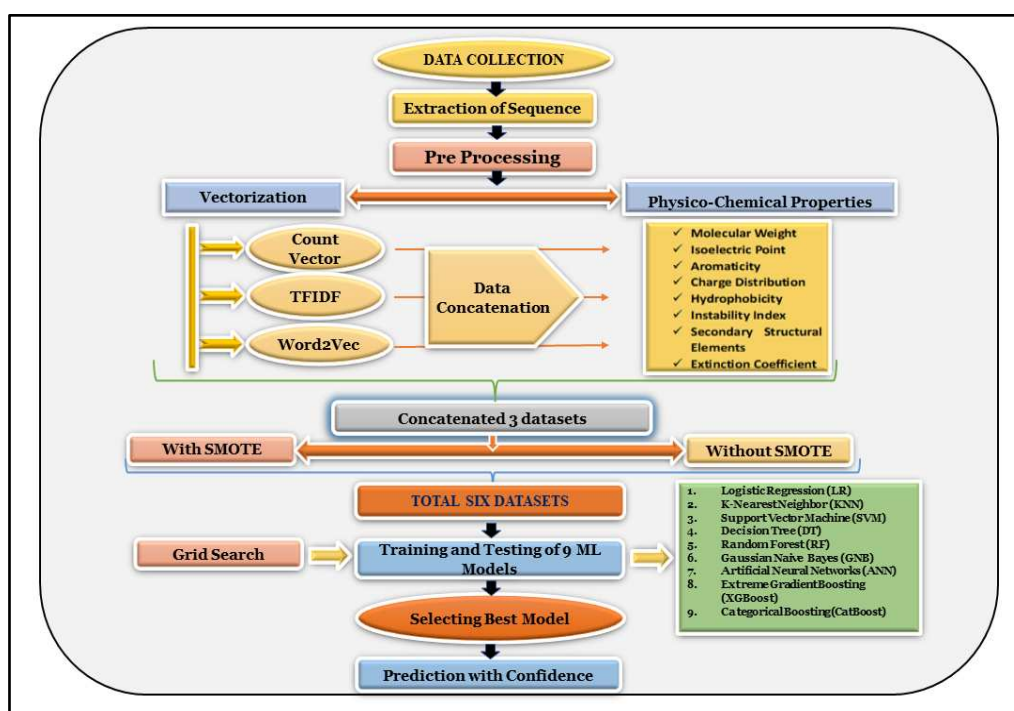 DATA COLLECTION
Extraction of Sequence
Pre Processing
Vectorization
Physico-Chemical Properties
Count
Vector
TFIDF
Word2Vec
Data
Concatenation
✓ Molecular Weight
✓ Isoelectric Point
✓ Aromaticity
✓ Charge Distribution
✓ Hydrophobicity
✓ Instability Index
✓ Secondary Structural
Elements
✓ Extinction Coefficient
Concatenated 3 datasets
With SMOTE
Without SMOTE
TOTAL SIX DATASETS
Grid Search
Training and Testing of 9 ML
Models
1. Logistic Regression (LR)
2. K-Nearest Neighbor (KNN)
3. Support Vector Machine (SVM)
4. Decision Tree (DT)
5. Random Forest (RF)
6. Gaussian Naive Bayes (GNB)
7. Artificial Neural Networks (ANN)
8. Extreme Gradient Boosting
(XGBoost)
9. Categorical Boosting (CatBoost)
Selecting Best Model
Prediction with Confidence